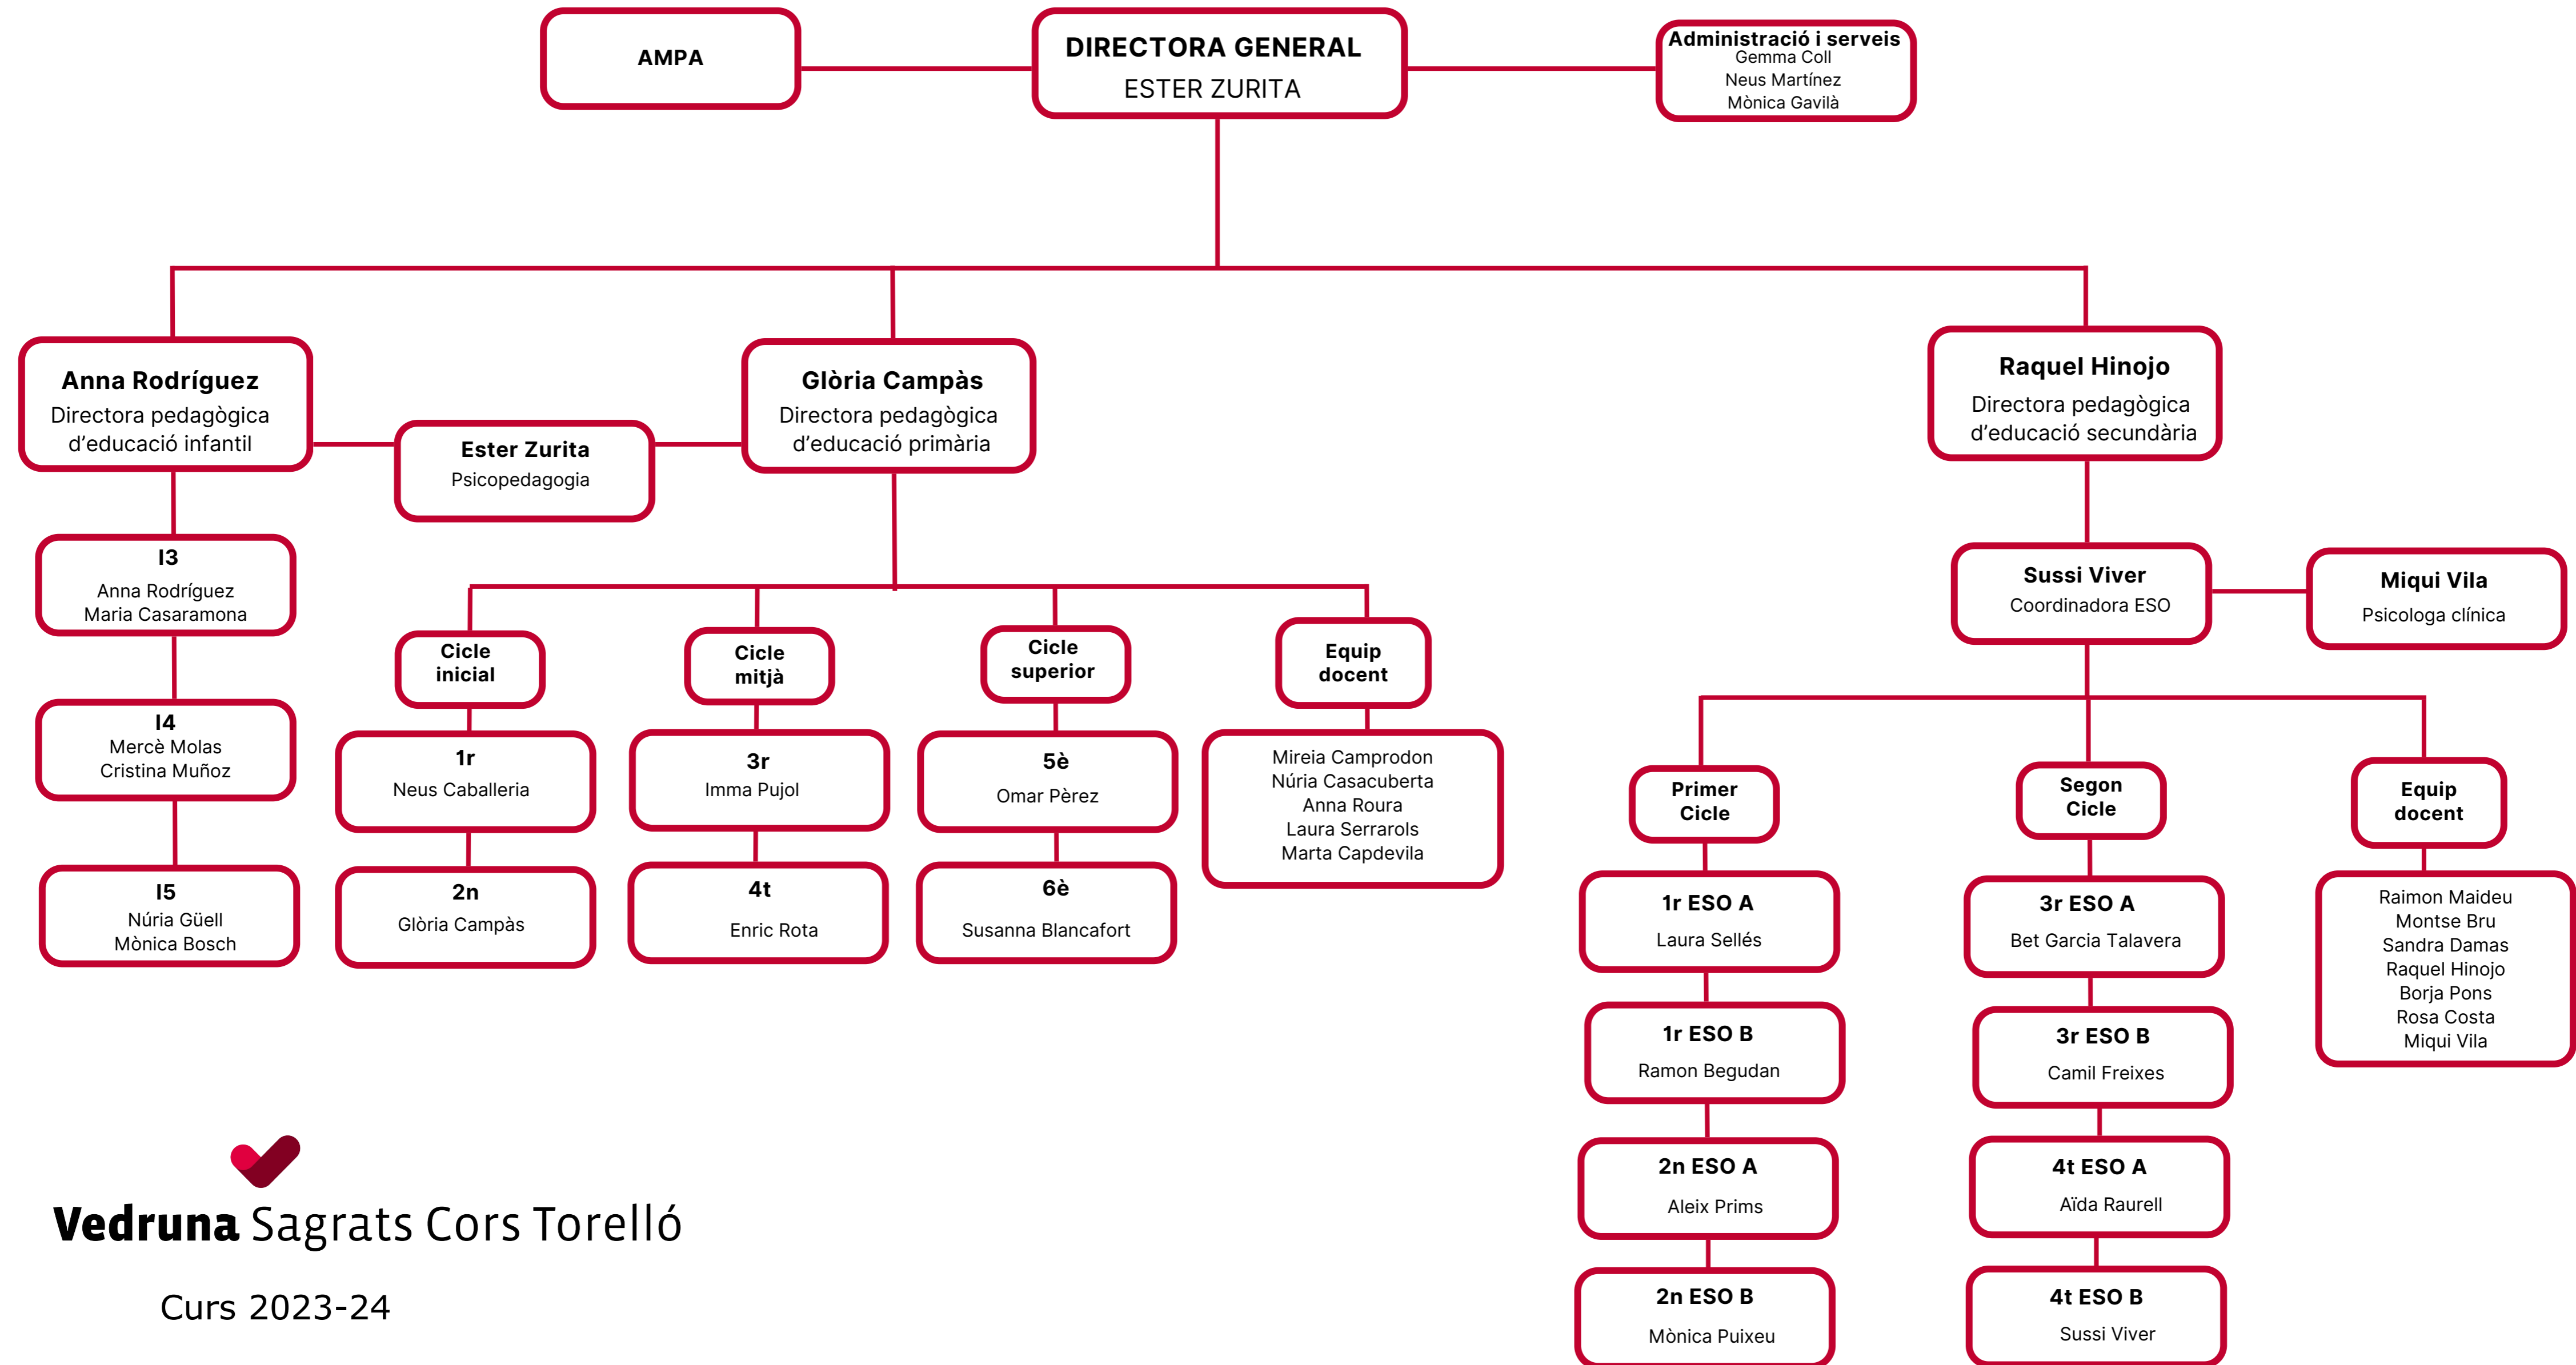 AMPA
DIRECTORA GENERAL
ESTER ZURITA
Administració i serveis
Gemma Coll
Neus Martínez
Mònica Gavilà
Anna Rodríguez
Directora pedagògica
d'educació infantil
Ester Zurita
Psicopedagogia
Glòria Campàs
Directora pedagògica
d'educació primària
Raquel Hinojo
Directora pedagògica
d'educació secundària
I3
Anna Rodríguez
Maria Casaramona
I4
Mercè Molas
Cristina Muñoz
I5
Núria Güell
Mònica Bosch
Cicle
inicial
1r
Neus Caballeria
2n
Glòria Campàs
Cicle
mitjà
3r
Imma Pujol
4t
Enric Rota
Cicle
superior
5è
Omar Pèrez
6è
Susanna Blancafort
Equip
docent
Mireia Camprodon
Núria Casacuberta
Anna Roura
Laura Serrarols
Marta Capdevila
Sussi Viver
Coordinadora ESO
Miqui Vila
Psicologa clínica
Primer
Cicle
1r ESO A
Laura Sellés
1r ESO B
Ramon Begudan
2n ESO A
Aleix Prims
2n ESO B
Mònica Puixeu
Segon
Cicle
3r ESO A
Bet Garcia Talavera
3r ESO B
Camil Freixes
4t ESO A
Aïda Raurell
4t ESO B
Sussi Viver
Equip
docent
Raimon Maideu
Montse Bru
Sandra Damas
Raquel Hinojo
Borja Pons
Rosa Costa
Miqui Vila
Vedruna Sagrats Cors Torelló
Curs 2023-24